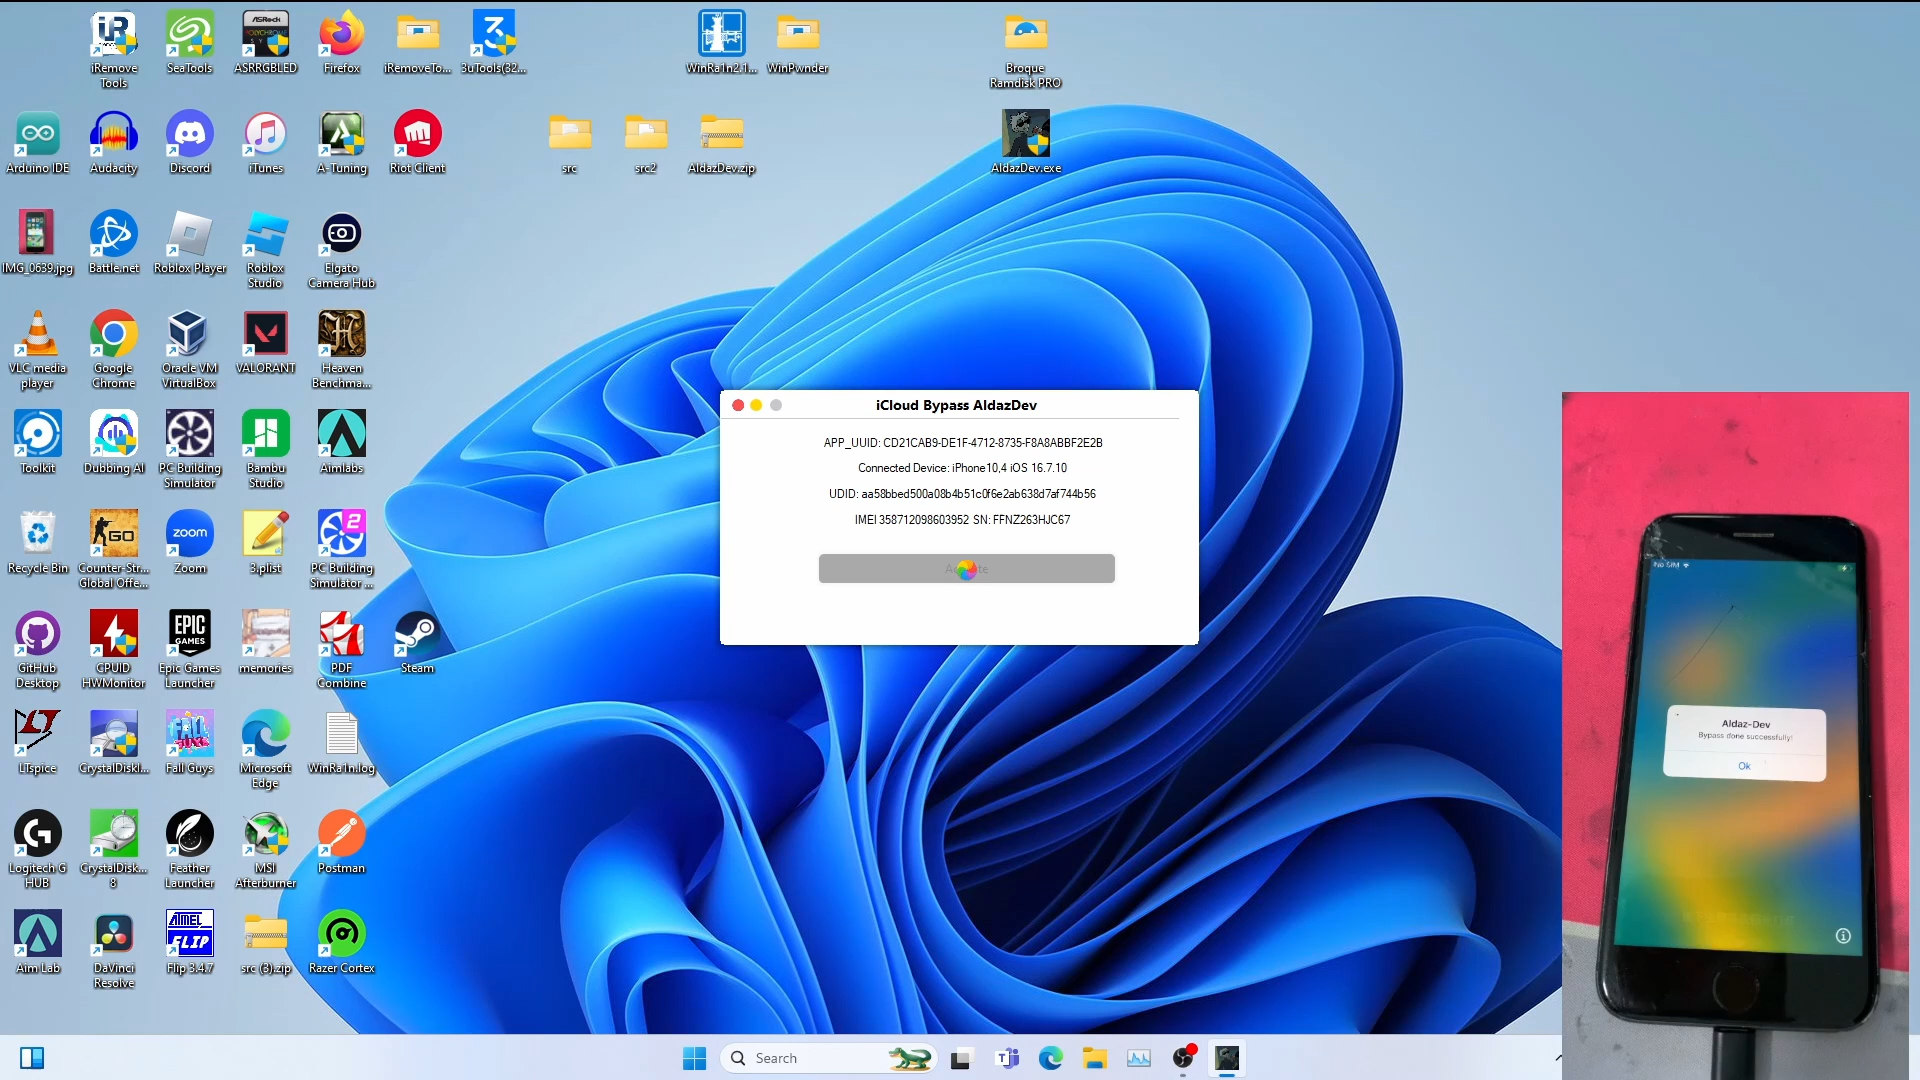 iRemove Tools
SeaTools
ASRRGBLED
Firefox
iRemoveTo...
3uTools(32...
WinRa1n2.1...
WinPwnder
Broque Ramdisk PRO
Arduino IDE
Audacity
Discord
iTunes
A-Tuning
Riot Client
src
src2
AldazDev.zip
AldazDev.exe
IMG_0639.jpg
Battle.net
Roblox Player
Roblox Studio
Elgato Camera Hub
VLC media player
Google Chrome
Oracle VM VirtualBox
VALORANT
Heaven Benchma...
Toolkit
Dubbing AI
PC Building Simulator
Bambu Studio
Aimlabs
iCloud Bypass AldazDev
APP_UUID: CD21CAB9-DE1F-4712-8735-F8A8ABBF2E2B
Connected Device: iPhone10,4 iOS 16.7.10
UDID: aa58bbed500a08b4b51c0f6e2ab638d7af744b56
IMEI 358712098603952 SN: FFNZ263HJC67
Recycle Bin
Counter-Str... Global Offe...
zoom
Zoom
3.plist
PC Building Simulator ...
GitHub Desktop
CPUID HWMonitor
EPIC GAMES
Epic Games Launcher
memories
PDF Combine
Steam
LTspice
CrystalDiskI...
Fall Guys
Microsoft Edge
WinRa1n.log
Logitech G HUB
CrystalDisk... 8
Feather Launcher
MSI Afterburner
Postman
Aim Lab
DaVinci Resolve
ATMEL FLIP
Flip 3.4.7
src (3).zip
Razer Cortex
No SIM
Aldaz-Dev
Bypass done successfully!
Ok
Search